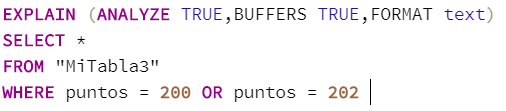 EXPLAIN (ANALYZE TRUE,BUFFERS TRUE,FORMAT text)
SELECT *
FROM "MiTabla3"
WHERE puntos = 200 OR puntos = 202